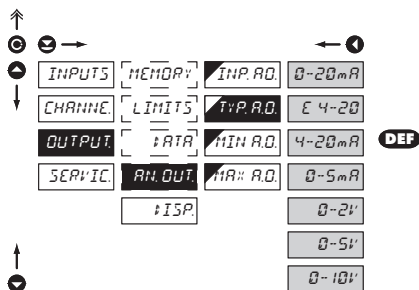 INPUTS MEMORY INP. AO. 0-20mA
CHANNE. LIMITS TYP. A.O. E 4-20
OUTPUT. DATA MIN A.O. 4-20mA DEF
SERVIC. AN. OUT. MAX A.O. 0-5mA
DISP. 0-2V
0-5V
0-10V